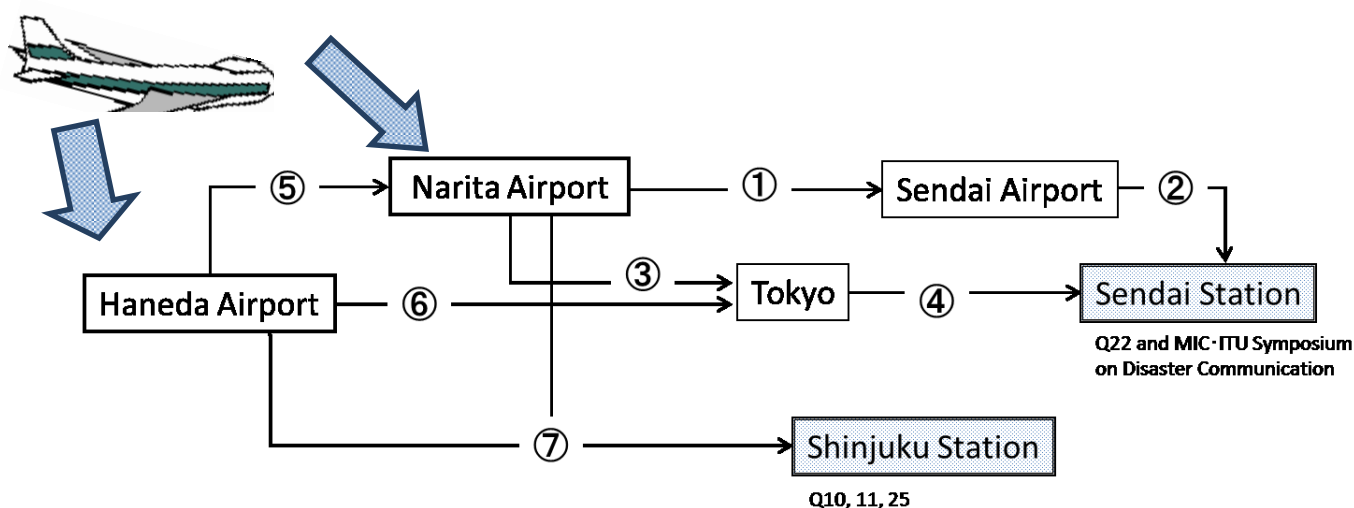 ⑤
Narita Airport
①
Sendai Airport
②
Haneda Airport
⑥
③
Tokyo
④
Sendai Station
Q22 and MIC･ITU Symposium
on Disaster Communication
⑦
Shinjuku Station
Q10, 11, 25